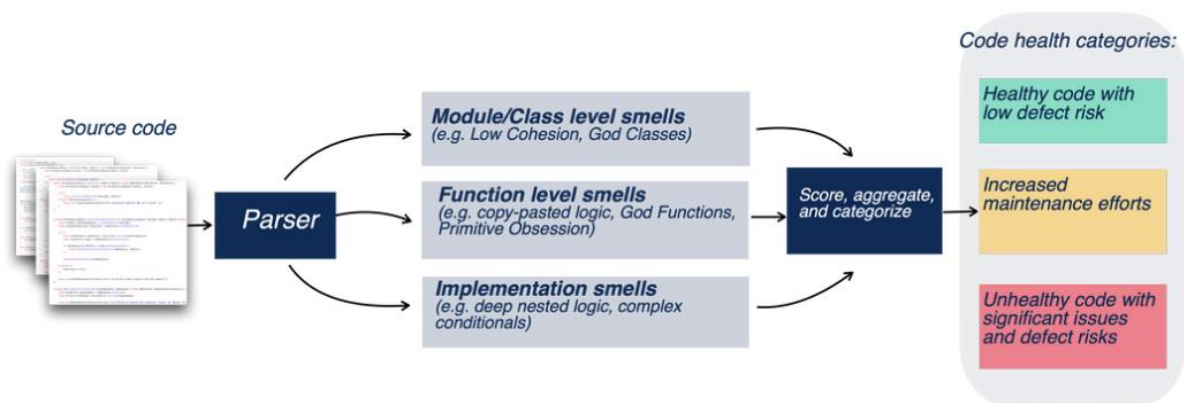 Code health categories:
Source code
Parser
Module/Class level smells
(e.g. Low Cohesion, God Classes)
Function level smells
(e.g. copy-pasted logic, God Functions,
Primitive Obsession)
Implementation smells
(e.g. deep nested logic, complex
conditionals)
Score, aggregate,
and categorize
Healthy code with
low defect risk
Increased
maintenance efforts
Unhealthy code with
significant issues
and defect risks